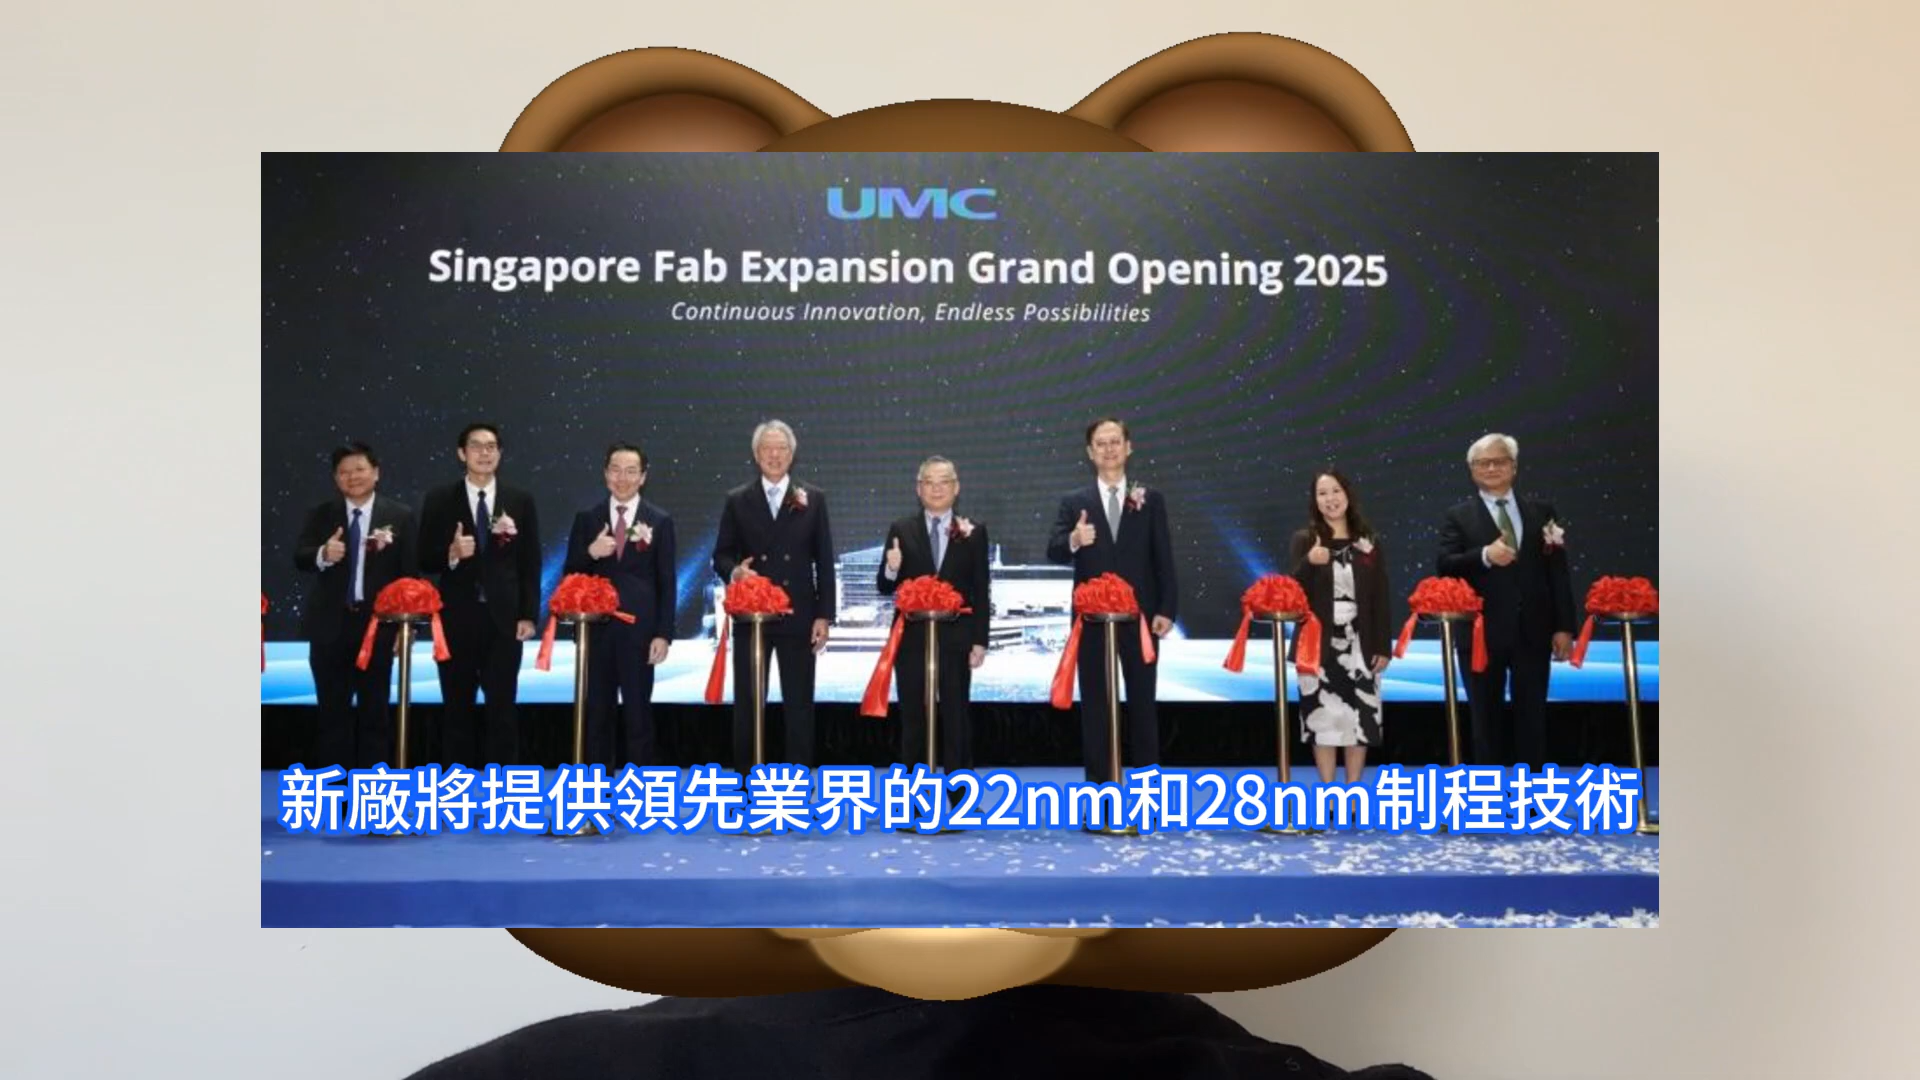 UMC
Singapore Fab Expansion Grand Opening 2025
Continuous Innovation, Endless Possibilities
新廠將提供領先業界的22nm和28nm制程技術